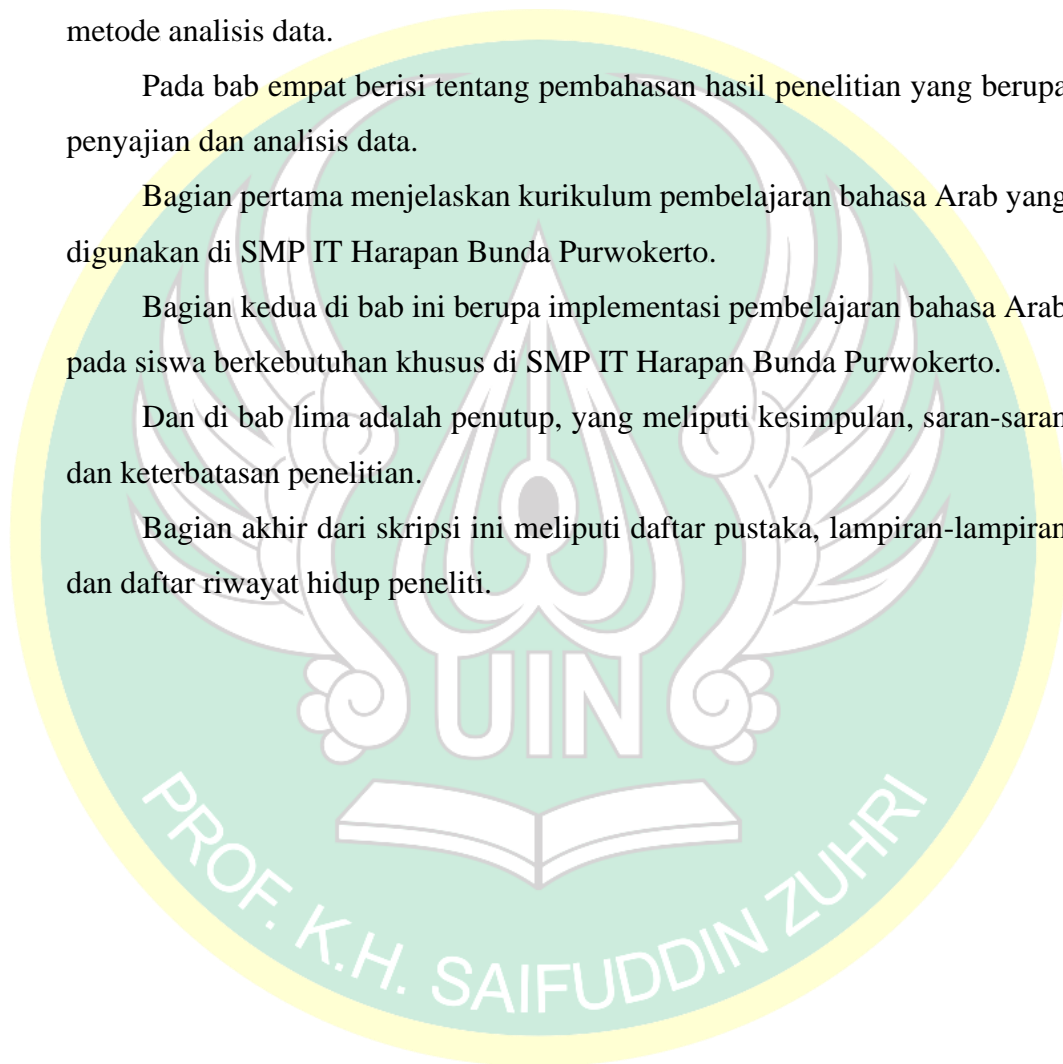 metode analisis data.
Pada bab empat berisi tentang pembahasan hasil penelitian yang berupa
penyajian dan analisis data.
Bagian pertama menjelaskan kurikulum pembelajaran bahasa Arab yang
digunakan di SMP IT Harapan Bunda Purwokerto.
Bagian kedua di bab ini berupa implementasi pembelajaran bahasa Arab
pada siswa berkebutuhan khusus di SMP IT Harapan Bunda Purwokerto.
Dan di bab lima adalah penutup, yang meliputi kesimpulan, saran-saran
dan keterbatasan penelitian.
Bagian akhir dari skripsi ini meliputi daftar pustaka, lampiran-lampiran
dan daftar riwayat hidup peneliti.
UIN
PROF. K.H. SAIFUDDIN ZUHRI